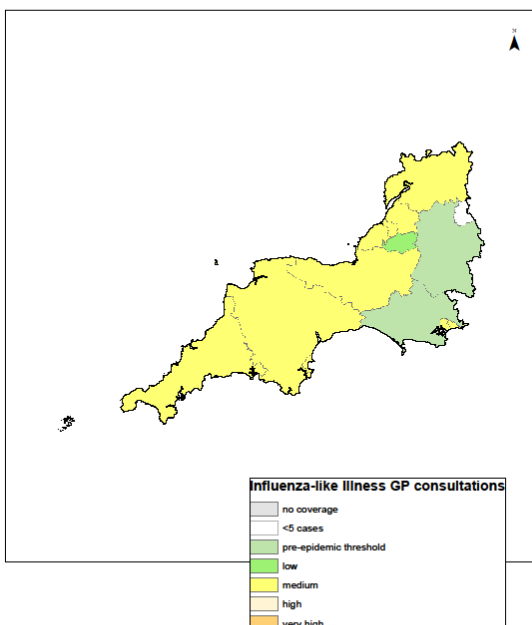 N
Influenza-like Illness GP consultations
no coverage
<5 cases
pre-epidemic threshold
low
medium
high
very high